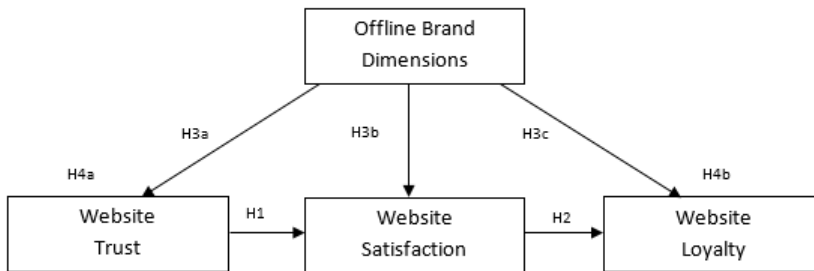 Offline Brand
Dimensions
H3a
H3b
H3c
H4a
H4b
Website
Trust
H1
Website
Satisfaction
H2
Website
Loyalty